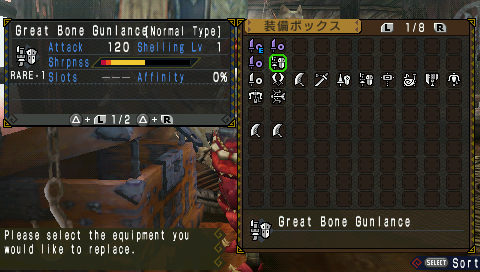 Great Bone Gunlance[Normal Type]
Attack 120 Shelling Lv 1
Shrpnss
RARE-1 Slots --- Affinity 0%
△+L 1/2 △+R
装備ボックス L 1/8 R
E
Great Bone Gunlance
Please select the equipment you
would like to replace.
SELECT Sort